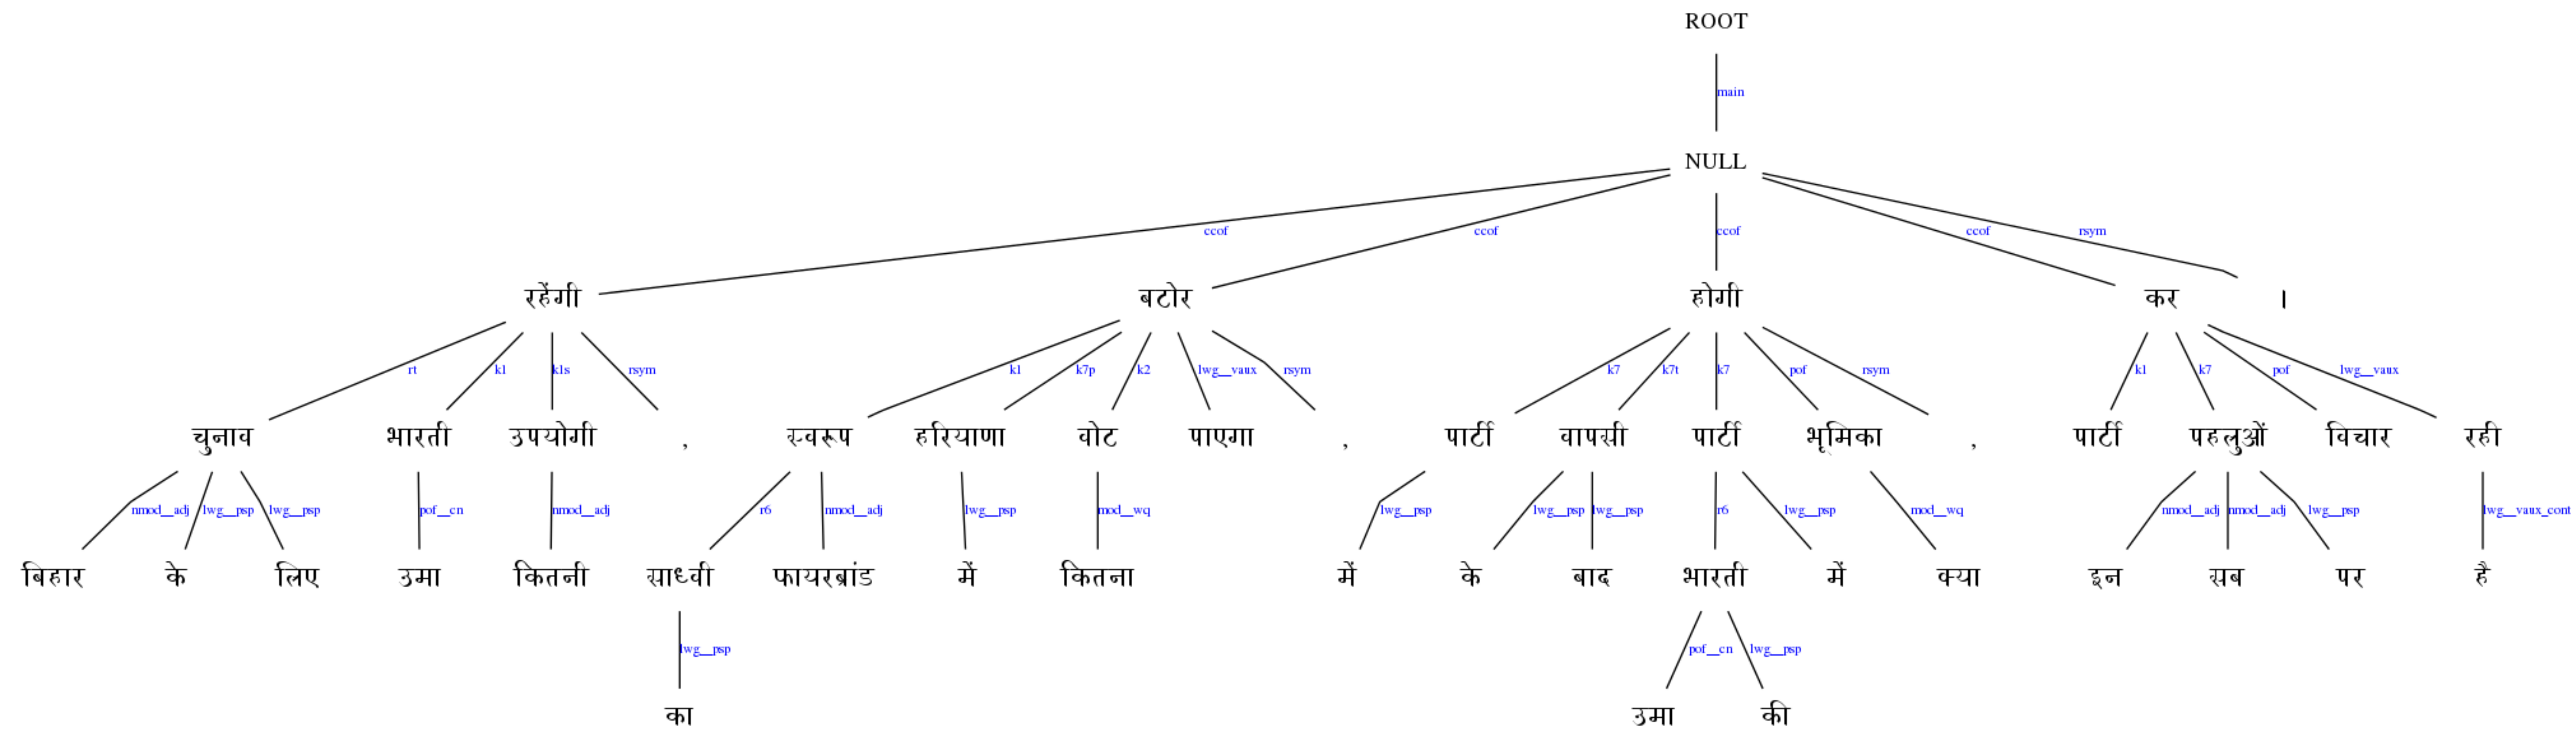 ROOT
main
NULL
ccof ccof ccof ccof rsym
रहेंगी बटोर होगी कर ।
rt k1 k1s rsym k1 k7p k2 lwg__vaux rsym k7 k7t k7 pof rsym k1 k7 pof lwg__vaux
चुनाव भारती उपयोगी , स्वरूप हरियाणा वोट पाएगा , पार्टी वापसी पार्टी भूमिका , पार्टी पहलुओं विचार रही
nmod__adj lwg__psp lwg__psp pof__cn nmod__adj r6 nmod__adj lwg__psp mod__wq lwg__psp lwg__psp lwg__psp r6 lwg__psp mod__wq nmod__adj nmod__adj lwg__psp lwg__vaux_cont
बिहार के लिए उमा कितनी साध्वी फायरब्रांड में कितना में के बाद भारती में क्या इन सब पर है
lwg__psp pof__cn lwg__psp
का उमा की